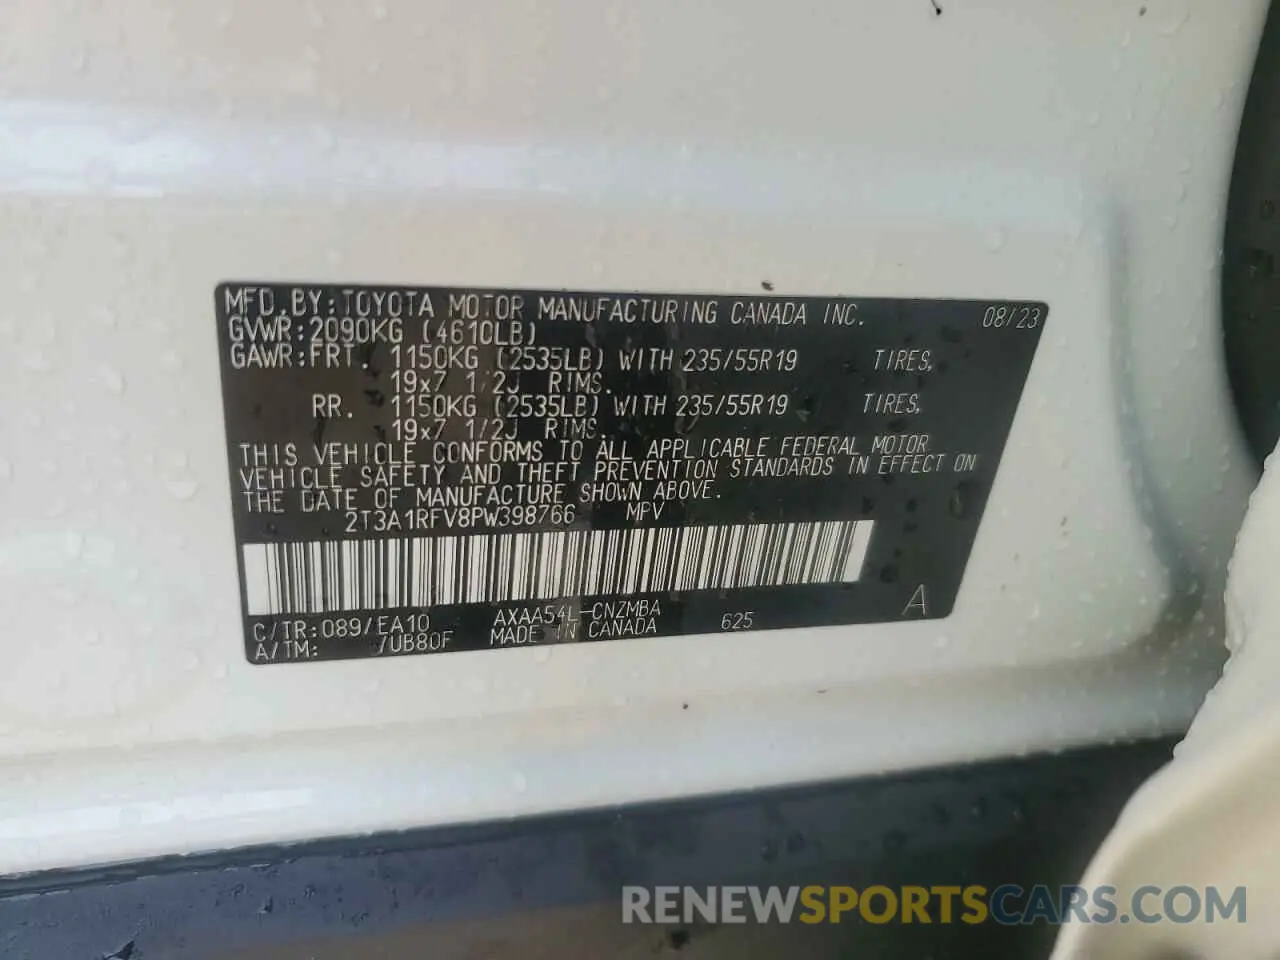 MFD.BY:TOYOTA MOTOR MANUFACTURING CANADA INC. 08/23
GVWR:2090KG (4610LB)
GAWR:FRT. 1150KG (2535LB) WITH 235/55R19 TIRES,
19x7 1/2J RIMS.
RR. 1150KG (2535LB) WITH 235/55R19 TIRES,
19x7 1/2J RIMS.
THIS VEHICLE CONFORMS TO ALL APPLICABLE FEDERAL MOTOR
VEHICLE SAFETY AND THEFT PREVENTION STANDARDS IN EFFECT ON
THE DATE OF MANUFACTURE SHOWN ABOVE.
2T3A1RFV8PW398766 MPV
C/TR:089/EA10 AXAA54L-CNZMBA 625 A
A/TM: 7UB80F MADE IN CANADA
RENEWSPORTSCARS.COM